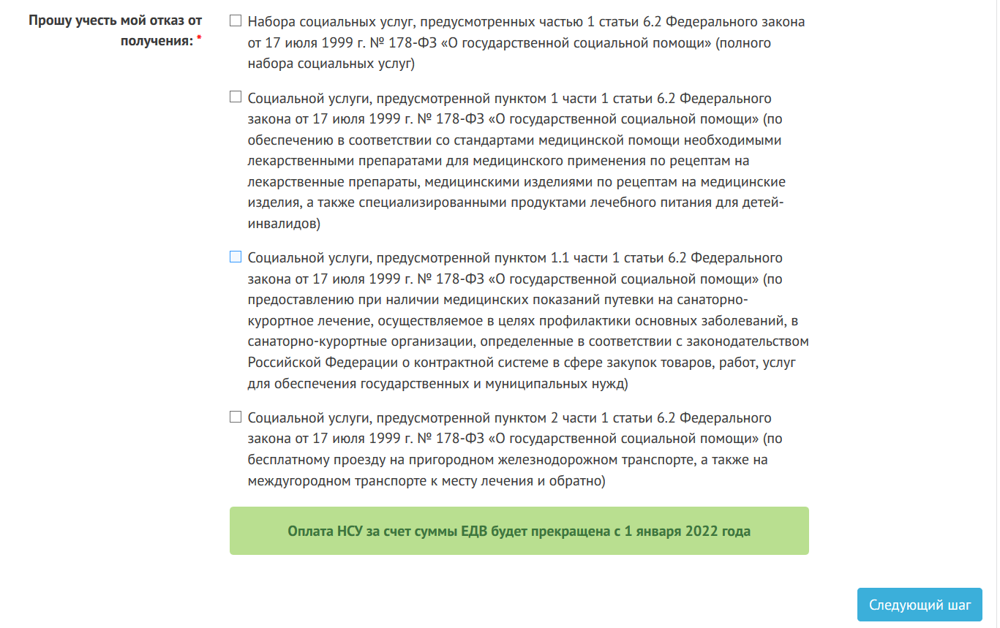 Прошу учесть мой отказ от
получения: *
Набора социальных услуг, предусмотренных частью 1 статьи 6.2 Федерального закона
от 17 июля 1999 г. № 178-ФЗ «О государственной социальной помощи» (полного
набора социальных услуг)
Социальной услуги, предусмотренной пунктом 1 части 1 статьи 6.2 Федерального
закона от 17 июля 1999 г. № 178-ФЗ «О государственной социальной помощи» (по
обеспечению в соответствии со стандартами медицинской помощи необходимыми
лекарственными препаратами для медицинского применения по рецептам на
лекарственные препараты, медицинскими изделиями по рецептам на медицинские
изделия, а также специализированными продуктами лечебного питания для детей-
инвалидов)
Социальной услуги, предусмотренной пунктом 1.1 части 1 статьи 6.2 Федерального
закона от 17 июля 1999 г. № 178-ФЗ «О государственной социальной помощи» (по
предоставлению при наличии медицинских показаний путевки на санаторно-
курортное лечение, осуществляемое в целях профилактики основных заболеваний, в
санаторно-курортные организации, определенные в соответствии с законодательством
Российской Федерации о контрактной системе в сфере закупок товаров, работ, услуг
для обеспечения государственных и муниципальных нужд)
Социальной услуги, предусмотренной пунктом 2 части 1 статьи 6.2 Федерального
закона от 17 июля 1999 г. № 178-ФЗ «О государственной социальной помощи» (по
бесплатному проезду на пригородном железнодорожном транспорте, а также на
междугородном транспорте к месту лечения и обратно)
Оплата НСУ за счет суммы ЕДВ будет прекращена с 1 января 2022 года
Следующий шаг